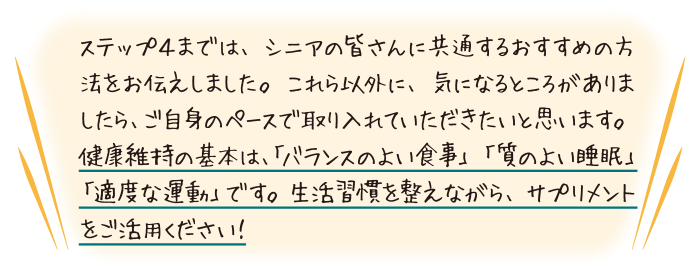 ステップ4までは、シニアの皆さんに共通するおすすめの方
法をお伝えしました。これら以外に、気になるところがありま
したら、ご自身のペースで取り入れていただきたいと思います。
健康維持の基本は、「バランスのよい食事」「質のよい睡眠」
「適度な運動」です。生活習慣を整えながら、サプリメント
をご活用ください!